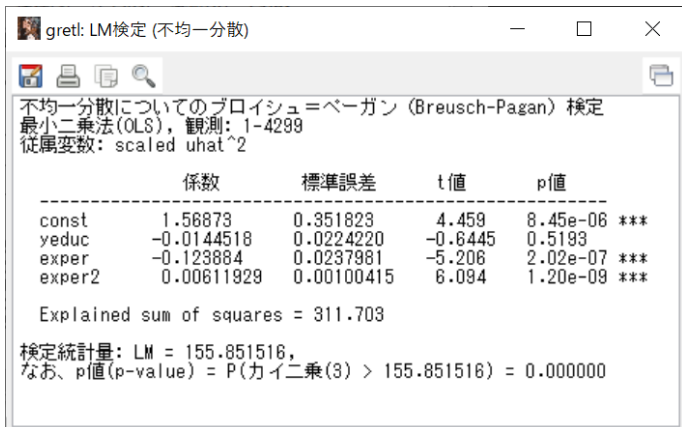 gretl: LM検定 (不均一分散)
不均一分散についてのブロイシュ＝ペーガン (Breusch-Pagan) 検定
最小二乗法(OLS), 観測: 1-4299
従属変数: scaled uhat^2
係数 標準誤差 t値 p値
const 1.56873 0.351823 4.459 8.45e-06 ***
yeduc −0.0144518 0.0224220 −0.6445 0.5193
exper −0.123884 0.0237981 −5.206 2.02e-07 ***
exper2 0.00611929 0.00100415 6.094 1.20e-09 ***
Explained sum of squares = 311.703
検定統計量: LM = 155.851516,
なお、p値(p-value) = P(カイ二乗(3) > 155.851516) = 0.000000